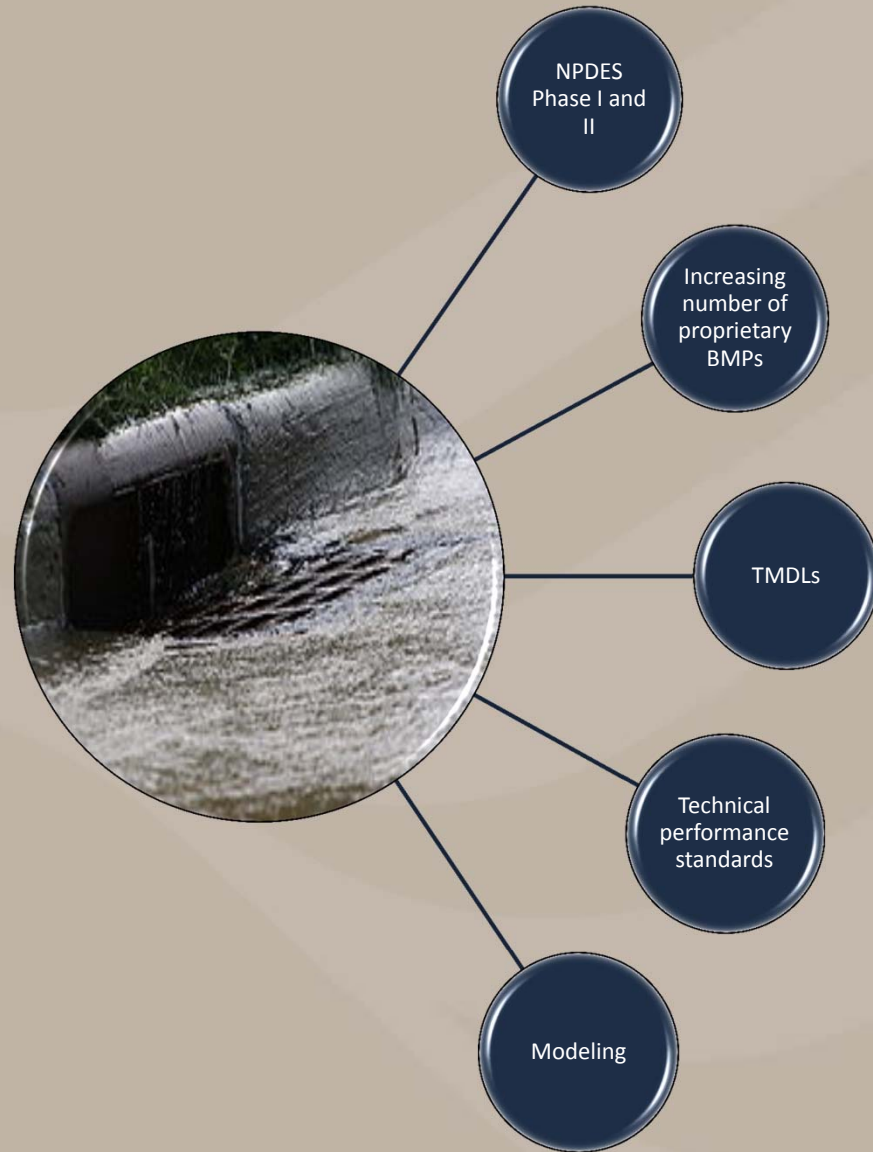 NPDES
Phase I and
II
Increasing
number of
proprietary
BMPs
TMDLs
Technical
performance
standards
Modeling